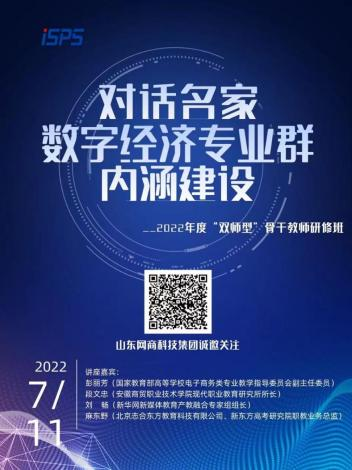 iSPS
对话名家
数字经济专业群
内涵建设
__2022年度“双师型”骨干教师研修班
山东网商科技集团诚邀关注
2022
7/11
讲座嘉宾:
彭丽芳(国家教育部高等学校电子商务类专业教学指导委员会副主任委员)
段文忠(安徽商贸职业技术学院现代职业教育研究所所长)
刘　畅(新华网新媒体教育产教融合专家组组长)
麻东野(北京志合东方教育科技有限公司、新东方高考研究院职教业务总监)